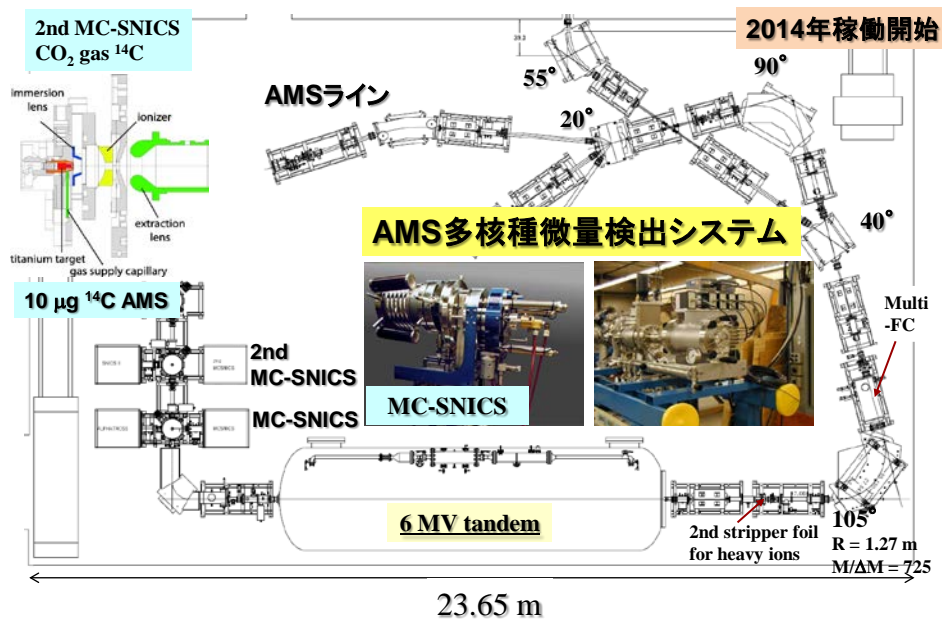 2nd MC-SNICS
CO₂ gas ¹⁴C
2014年稼働開始
immersion
lens
ionizer
extraction
lens
titanium target
gas supply capillary
10 μg ¹⁴C AMS
AMSライン
55°
20°
90°
40°
AMS多核種微量検出システム
Multi
-FC
2nd
MC-SNICS
MC-SNICS
MC-SNICS
6 MV tandem
2nd stripper foil
for heavy ions
105°
R = 1.27 m
M/ΔM = 725
23.65 m